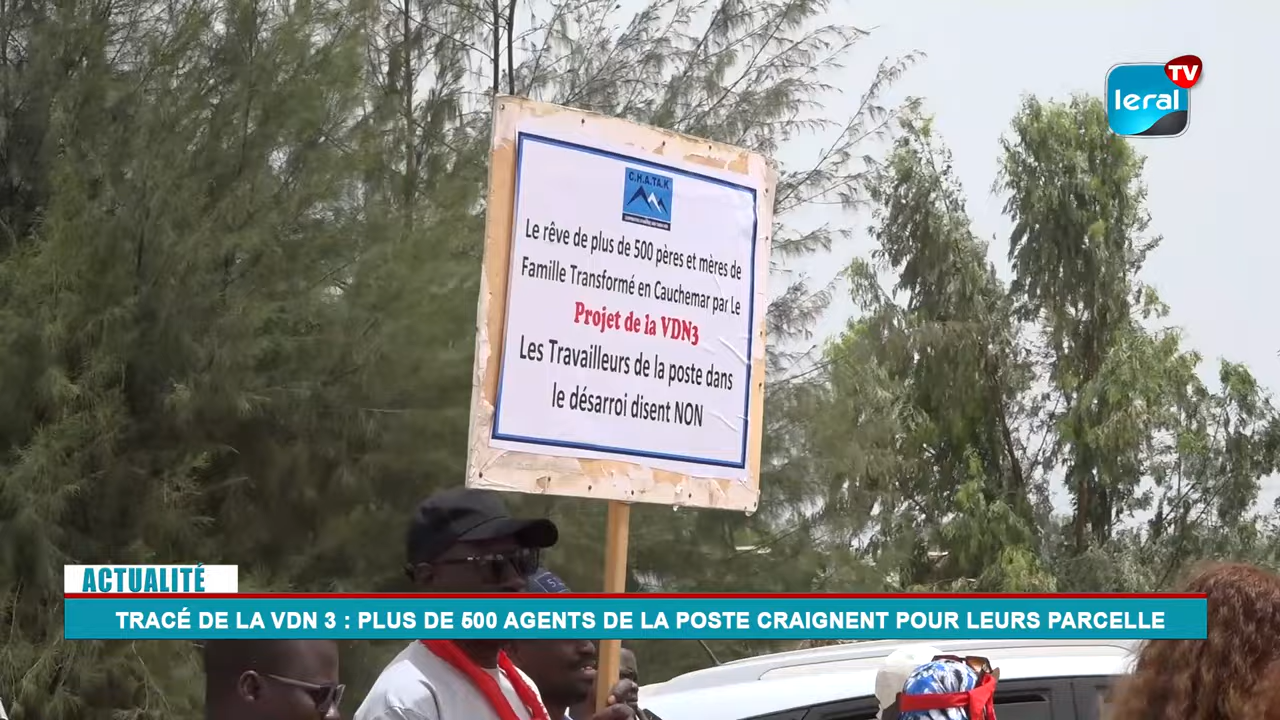 TV
leral
C.H.A.TA.K
Le rêve de plus de 500 pères et mères de
Famille Transformé en Cauchemar par Le
Projet de la VDN3
Les Travailleurs de la poste dans
le désarroi disent NON
ACTUALITÉ
TRACÉ DE LA VDN 3 : PLUS DE 500 AGENTS DE LA POSTE CRAIGNENT POUR LEURS PARCELLE